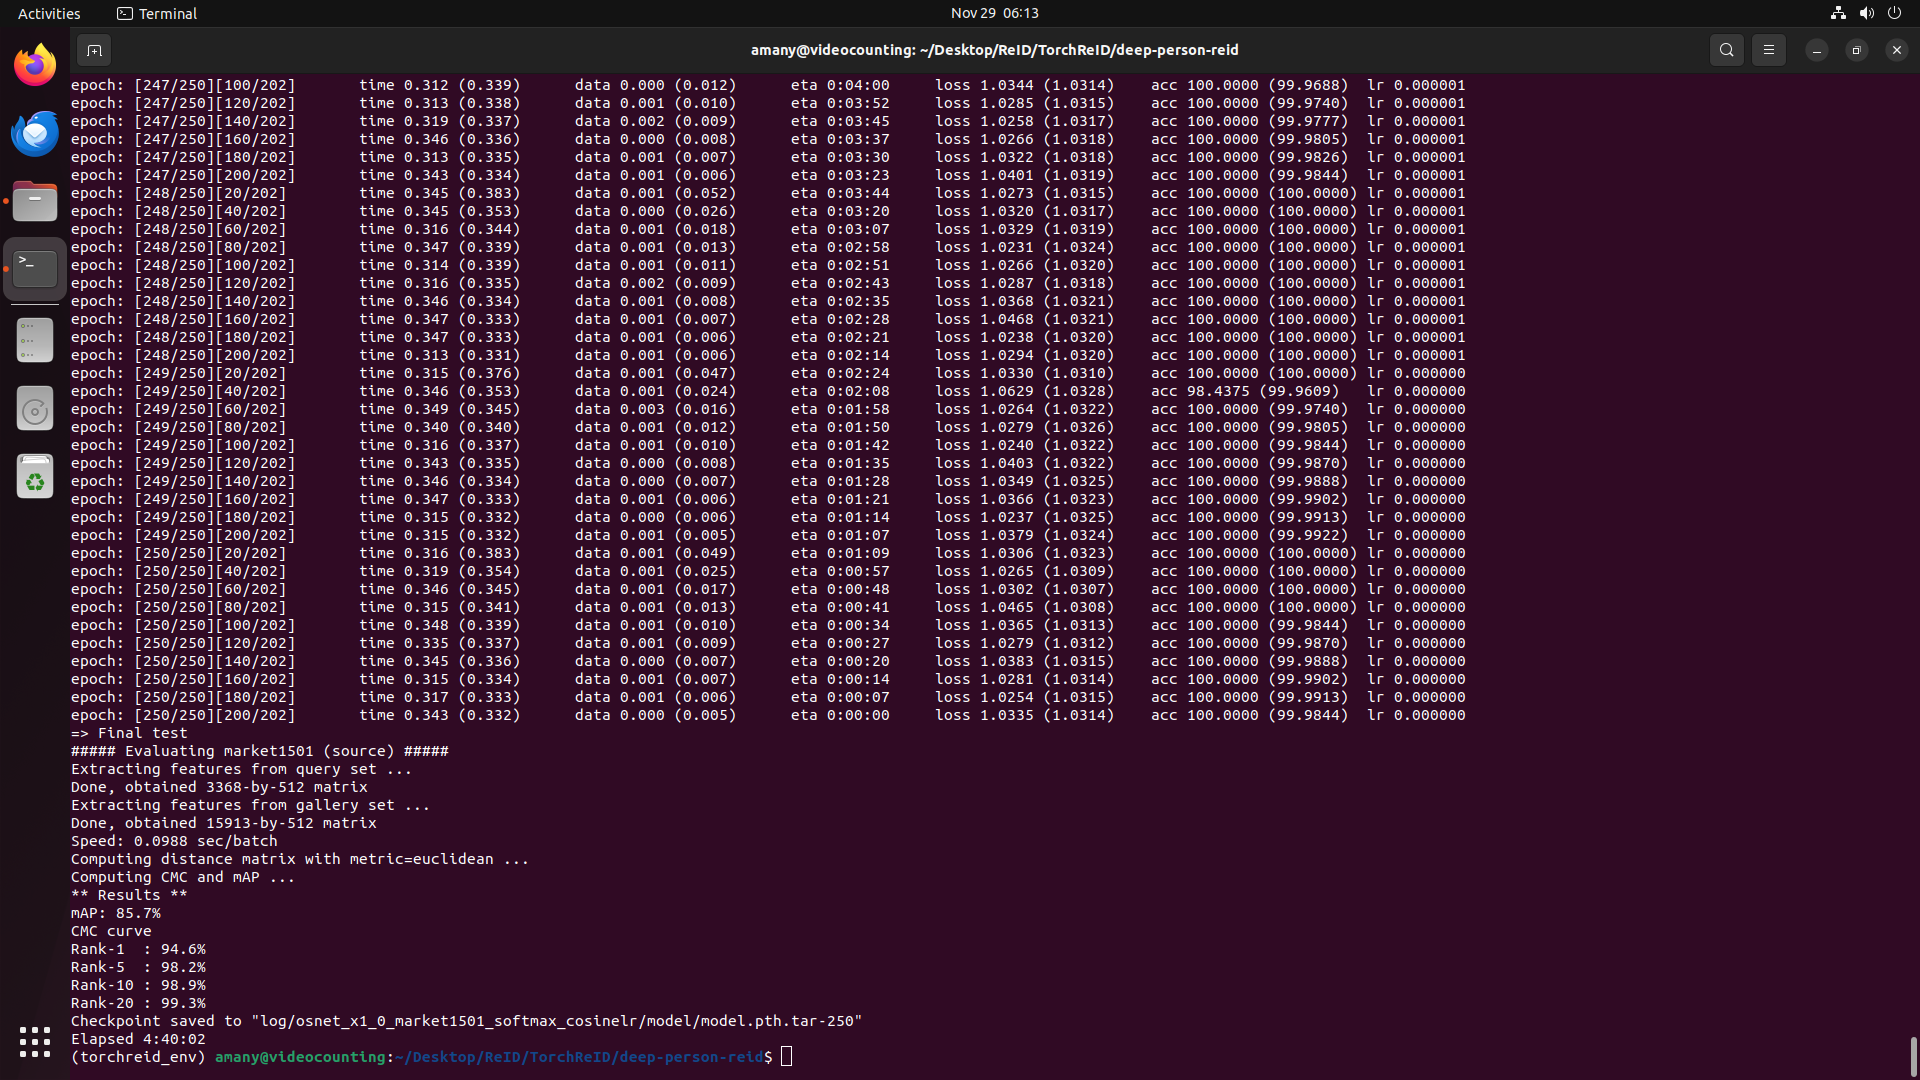 Activities
Terminal
Nov 29 06:13
amany@videocounting: ~/Desktop/ReID/TorchReID/deep-person-reid
epoch: [247/250][100/202] time 0.312 (0.339) data 0.000 (0.012) eta 0:04:00 loss 1.0344 (1.0314) acc 100.0000 (99.9688) lr 0.000001
epoch: [247/250][120/202] time 0.313 (0.338) data 0.001 (0.010) eta 0:03:52 loss 1.0285 (1.0315) acc 100.0000 (99.9740) lr 0.000001
epoch: [247/250][140/202] time 0.319 (0.337) data 0.002 (0.009) eta 0:03:45 loss 1.0258 (1.0317) acc 100.0000 (99.9777) lr 0.000001
epoch: [247/250][160/202] time 0.346 (0.336) data 0.000 (0.008) eta 0:03:37 loss 1.0266 (1.0318) acc 100.0000 (99.9805) lr 0.000001
epoch: [247/250][180/202] time 0.313 (0.335) data 0.001 (0.007) eta 0:03:30 loss 1.0322 (1.0318) acc 100.0000 (99.9826) lr 0.000001
epoch: [247/250][200/202] time 0.343 (0.334) data 0.001 (0.006) eta 0:03:23 loss 1.0401 (1.0319) acc 100.0000 (99.9844) lr 0.000001
epoch: [248/250][20/202] time 0.345 (0.383) data 0.001 (0.052) eta 0:03:44 loss 1.0273 (1.0315) acc 100.0000 (100.0000) lr 0.000001
epoch: [248/250][40/202] time 0.345 (0.353) data 0.000 (0.026) eta 0:03:20 loss 1.0320 (1.0317) acc 100.0000 (100.0000) lr 0.000001
epoch: [248/250][60/202] time 0.316 (0.344) data 0.001 (0.018) eta 0:03:07 loss 1.0329 (1.0319) acc 100.0000 (100.0000) lr 0.000001
epoch: [248/250][80/202] time 0.347 (0.339) data 0.001 (0.013) eta 0:02:58 loss 1.0231 (1.0324) acc 100.0000 (100.0000) lr 0.000001
epoch: [248/250][100/202] time 0.314 (0.339) data 0.001 (0.011) eta 0:02:51 loss 1.0266 (1.0320) acc 100.0000 (100.0000) lr 0.000001
epoch: [248/250][120/202] time 0.316 (0.335) data 0.002 (0.009) eta 0:02:43 loss 1.0287 (1.0318) acc 100.0000 (100.0000) lr 0.000001
epoch: [248/250][140/202] time 0.346 (0.334) data 0.001 (0.008) eta 0:02:35 loss 1.0368 (1.0321) acc 100.0000 (100.0000) lr 0.000001
epoch: [248/250][160/202] time 0.347 (0.333) data 0.001 (0.007) eta 0:02:28 loss 1.0468 (1.0321) acc 100.0000 (100.0000) lr 0.000001
epoch: [248/250][180/202] time 0.347 (0.333) data 0.001 (0.006) eta 0:02:21 loss 1.0238 (1.0320) acc 100.0000 (100.0000) lr 0.000001
epoch: [248/250][200/202] time 0.313 (0.331) data 0.001 (0.006) eta 0:02:14 loss 1.0294 (1.0320) acc 100.0000 (100.0000) lr 0.000001
epoch: [249/250][20/202] time 0.315 (0.376) data 0.001 (0.047) eta 0:02:24 loss 1.0330 (1.0310) acc 100.0000 (100.0000) lr 0.000000
epoch: [249/250][40/202] time 0.346 (0.353) data 0.001 (0.024) eta 0:02:08 loss 1.0629 (1.0328) acc 98.4375 (99.9609) lr 0.000000
epoch: [249/250][60/202] time 0.349 (0.345) data 0.003 (0.016) eta 0:01:58 loss 1.0264 (1.0322) acc 100.0000 (99.9740) lr 0.000000
epoch: [249/250][80/202] time 0.340 (0.340) data 0.001 (0.012) eta 0:01:50 loss 1.0279 (1.0326) acc 100.0000 (99.9805) lr 0.000000
epoch: [249/250][100/202] time 0.316 (0.337) data 0.001 (0.010) eta 0:01:42 loss 1.0240 (1.0322) acc 100.0000 (99.9844) lr 0.000000
epoch: [249/250][120/202] time 0.343 (0.335) data 0.000 (0.008) eta 0:01:35 loss 1.0403 (1.0322) acc 100.0000 (99.9870) lr 0.000000
epoch: [249/250][140/202] time 0.346 (0.334) data 0.000 (0.007) eta 0:01:28 loss 1.0349 (1.0325) acc 100.0000 (99.9888) lr 0.000000
epoch: [249/250][160/202] time 0.347 (0.333) data 0.001 (0.006) eta 0:01:21 loss 1.0366 (1.0323) acc 100.0000 (99.9902) lr 0.000000
epoch: [249/250][180/202] time 0.315 (0.332) data 0.000 (0.006) eta 0:01:14 loss 1.0237 (1.0325) acc 100.0000 (99.9913) lr 0.000000
epoch: [249/250][200/202] time 0.315 (0.332) data 0.001 (0.005) eta 0:01:07 loss 1.0379 (1.0324) acc 100.0000 (99.9922) lr 0.000000
epoch: [250/250][20/202] time 0.316 (0.383) data 0.001 (0.049) eta 0:01:09 loss 1.0306 (1.0323) acc 100.0000 (100.0000) lr 0.000000
epoch: [250/250][40/202] time 0.319 (0.354) data 0.001 (0.025) eta 0:00:57 loss 1.0265 (1.0309) acc 100.0000 (100.0000) lr 0.000000
epoch: [250/250][60/202] time 0.346 (0.345) data 0.001 (0.017) eta 0:00:48 loss 1.0302 (1.0307) acc 100.0000 (100.0000) lr 0.000000
epoch: [250/250][80/202] time 0.315 (0.341) data 0.001 (0.013) eta 0:00:41 loss 1.0465 (1.0308) acc 100.0000 (100.0000) lr 0.000000
epoch: [250/250][100/202] time 0.348 (0.339) data 0.001 (0.010) eta 0:00:34 loss 1.0365 (1.0313) acc 100.0000 (99.9844) lr 0.000000
epoch: [250/250][120/202] time 0.335 (0.337) data 0.001 (0.009) eta 0:00:27 loss 1.0279 (1.0312) acc 100.0000 (99.9870) lr 0.000000
epoch: [250/250][140/202] time 0.345 (0.336) data 0.000 (0.007) eta 0:00:20 loss 1.0383 (1.0315) acc 100.0000 (99.9888) lr 0.000000
epoch: [250/250][160/202] time 0.315 (0.334) data 0.001 (0.007) eta 0:00:14 loss 1.0281 (1.0314) acc 100.0000 (99.9902) lr 0.000000
epoch: [250/250][180/202] time 0.317 (0.333) data 0.001 (0.006) eta 0:00:07 loss 1.0254 (1.0315) acc 100.0000 (99.9913) lr 0.000000
epoch: [250/250][200/202] time 0.343 (0.332) data 0.000 (0.005) eta 0:00:00 loss 1.0335 (1.0314) acc 100.0000 (99.9844) lr 0.000000
=> Final test
##### Evaluating market1501 (source) #####
Extracting features from query set ...
Done, obtained 3368-by-512 matrix
Extracting features from gallery set ...
Done, obtained 15913-by-512 matrix
Speed: 0.0988 sec/batch
Computing distance matrix with metric=euclidean ...
Computing CMC and mAP ...
** Results **
mAP: 85.7%
CMC curve
Rank-1  : 94.6%
Rank-5  : 98.2%
Rank-10 : 98.9%
Rank-20 : 99.3%
Checkpoint saved to "log/osnet_x1_0_market1501_softmax_cosinelr/model/model.pth.tar-250"
Elapsed 4:40:02
(torchreid_env) amany@videocounting:~/Desktop/ReID/TorchReID/deep-person-reid$